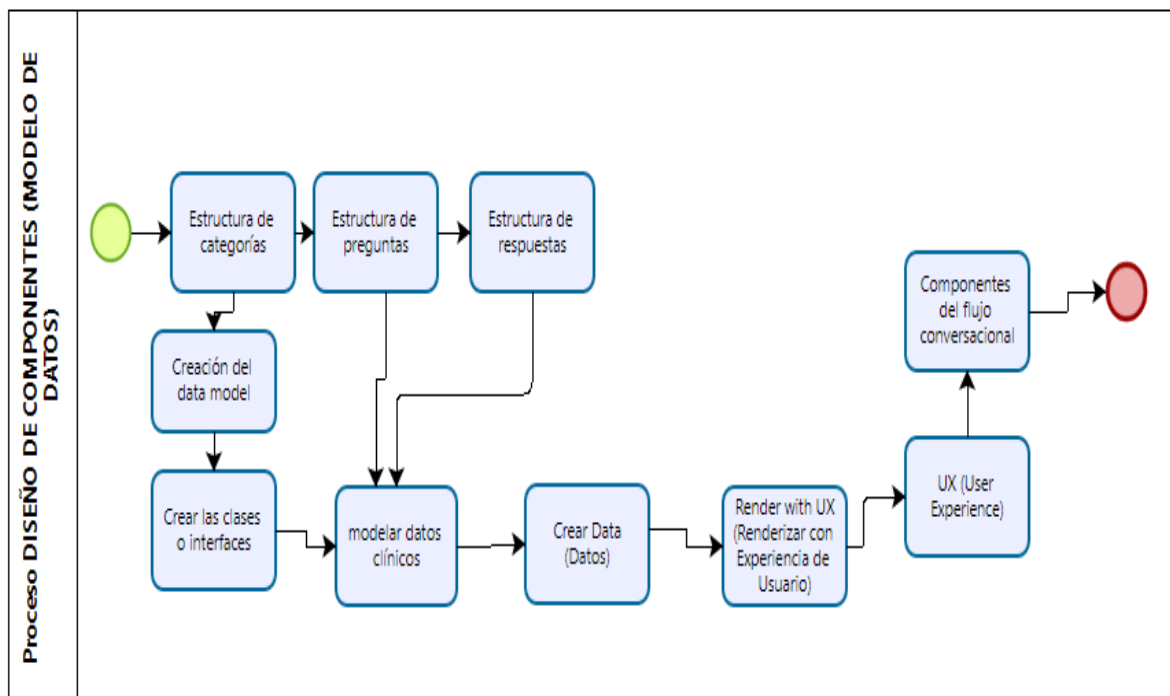 Proceso DISEÑO DE COMPONENTES (MODELO DE
DATOS)
Estructura de
categorías
Estructura de
preguntas
Estructura de
respuestas
Creación del
data model
Crear las clases
o interfaces
modelar datos
clínicos
Crear Data
(Datos)
Render with UX
(Renderizar con
Experiencia de
Usuario)
UX (User
Experience)
Componentes
del flujo
conversacional